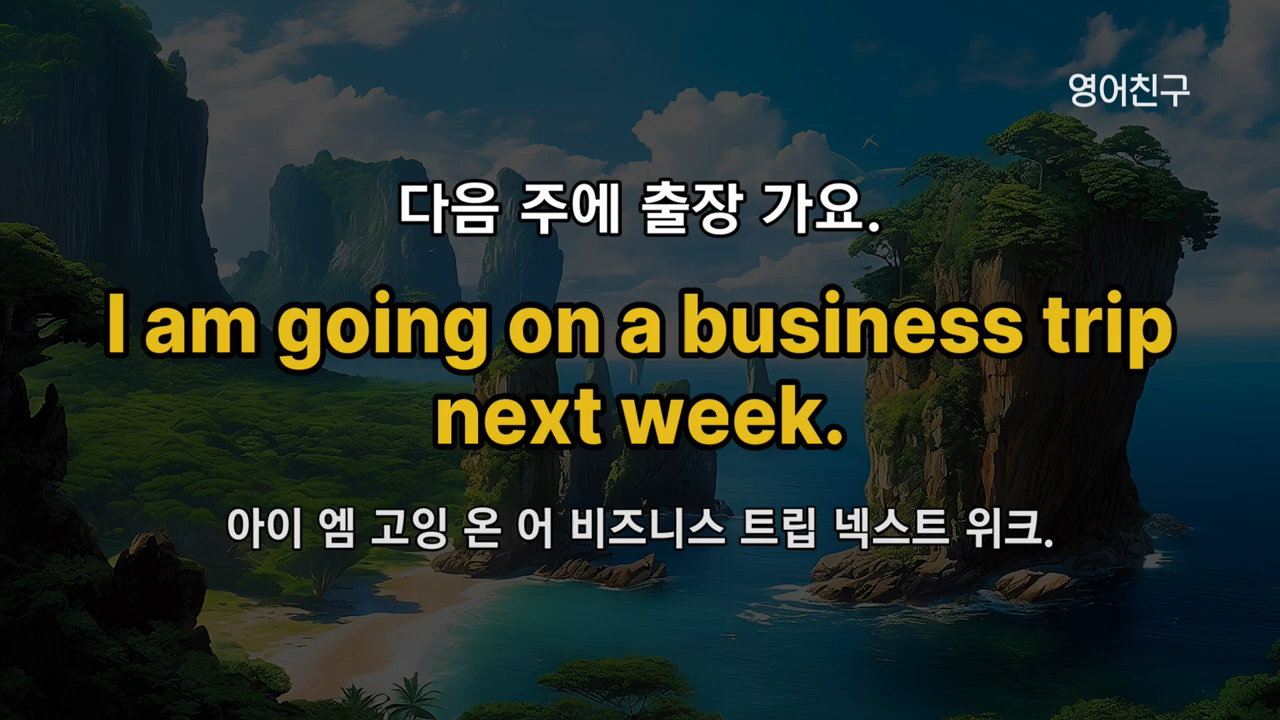 영어친구
다음 주에 출장 가요.
I am going on a business trip
next week.
아이 엠 고잉 온 어 비즈니스 트립 넥스트 위크.